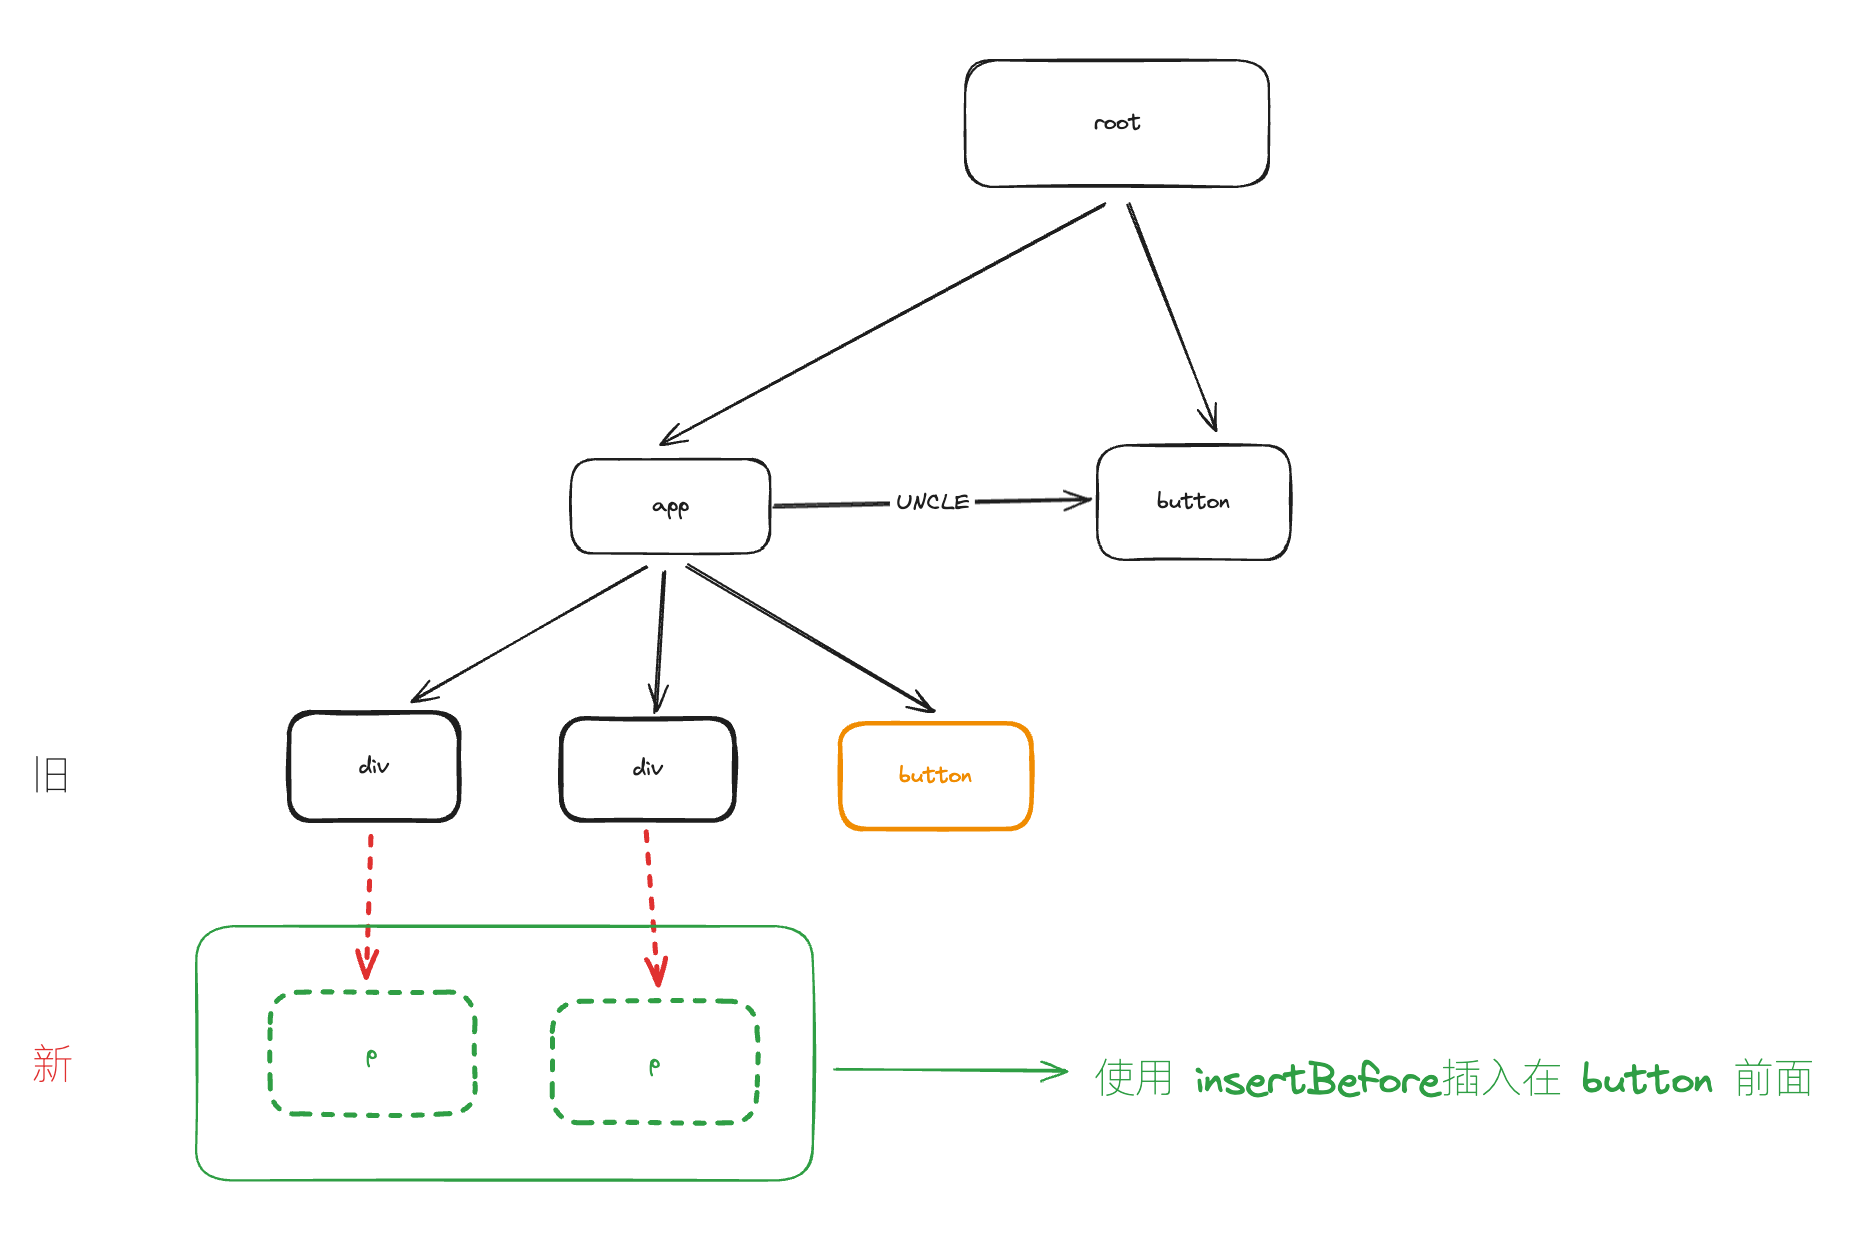 root
app
UNCLE
button
旧
div
div
button
新
p
p
使用 insertBefore插入在 button 前面